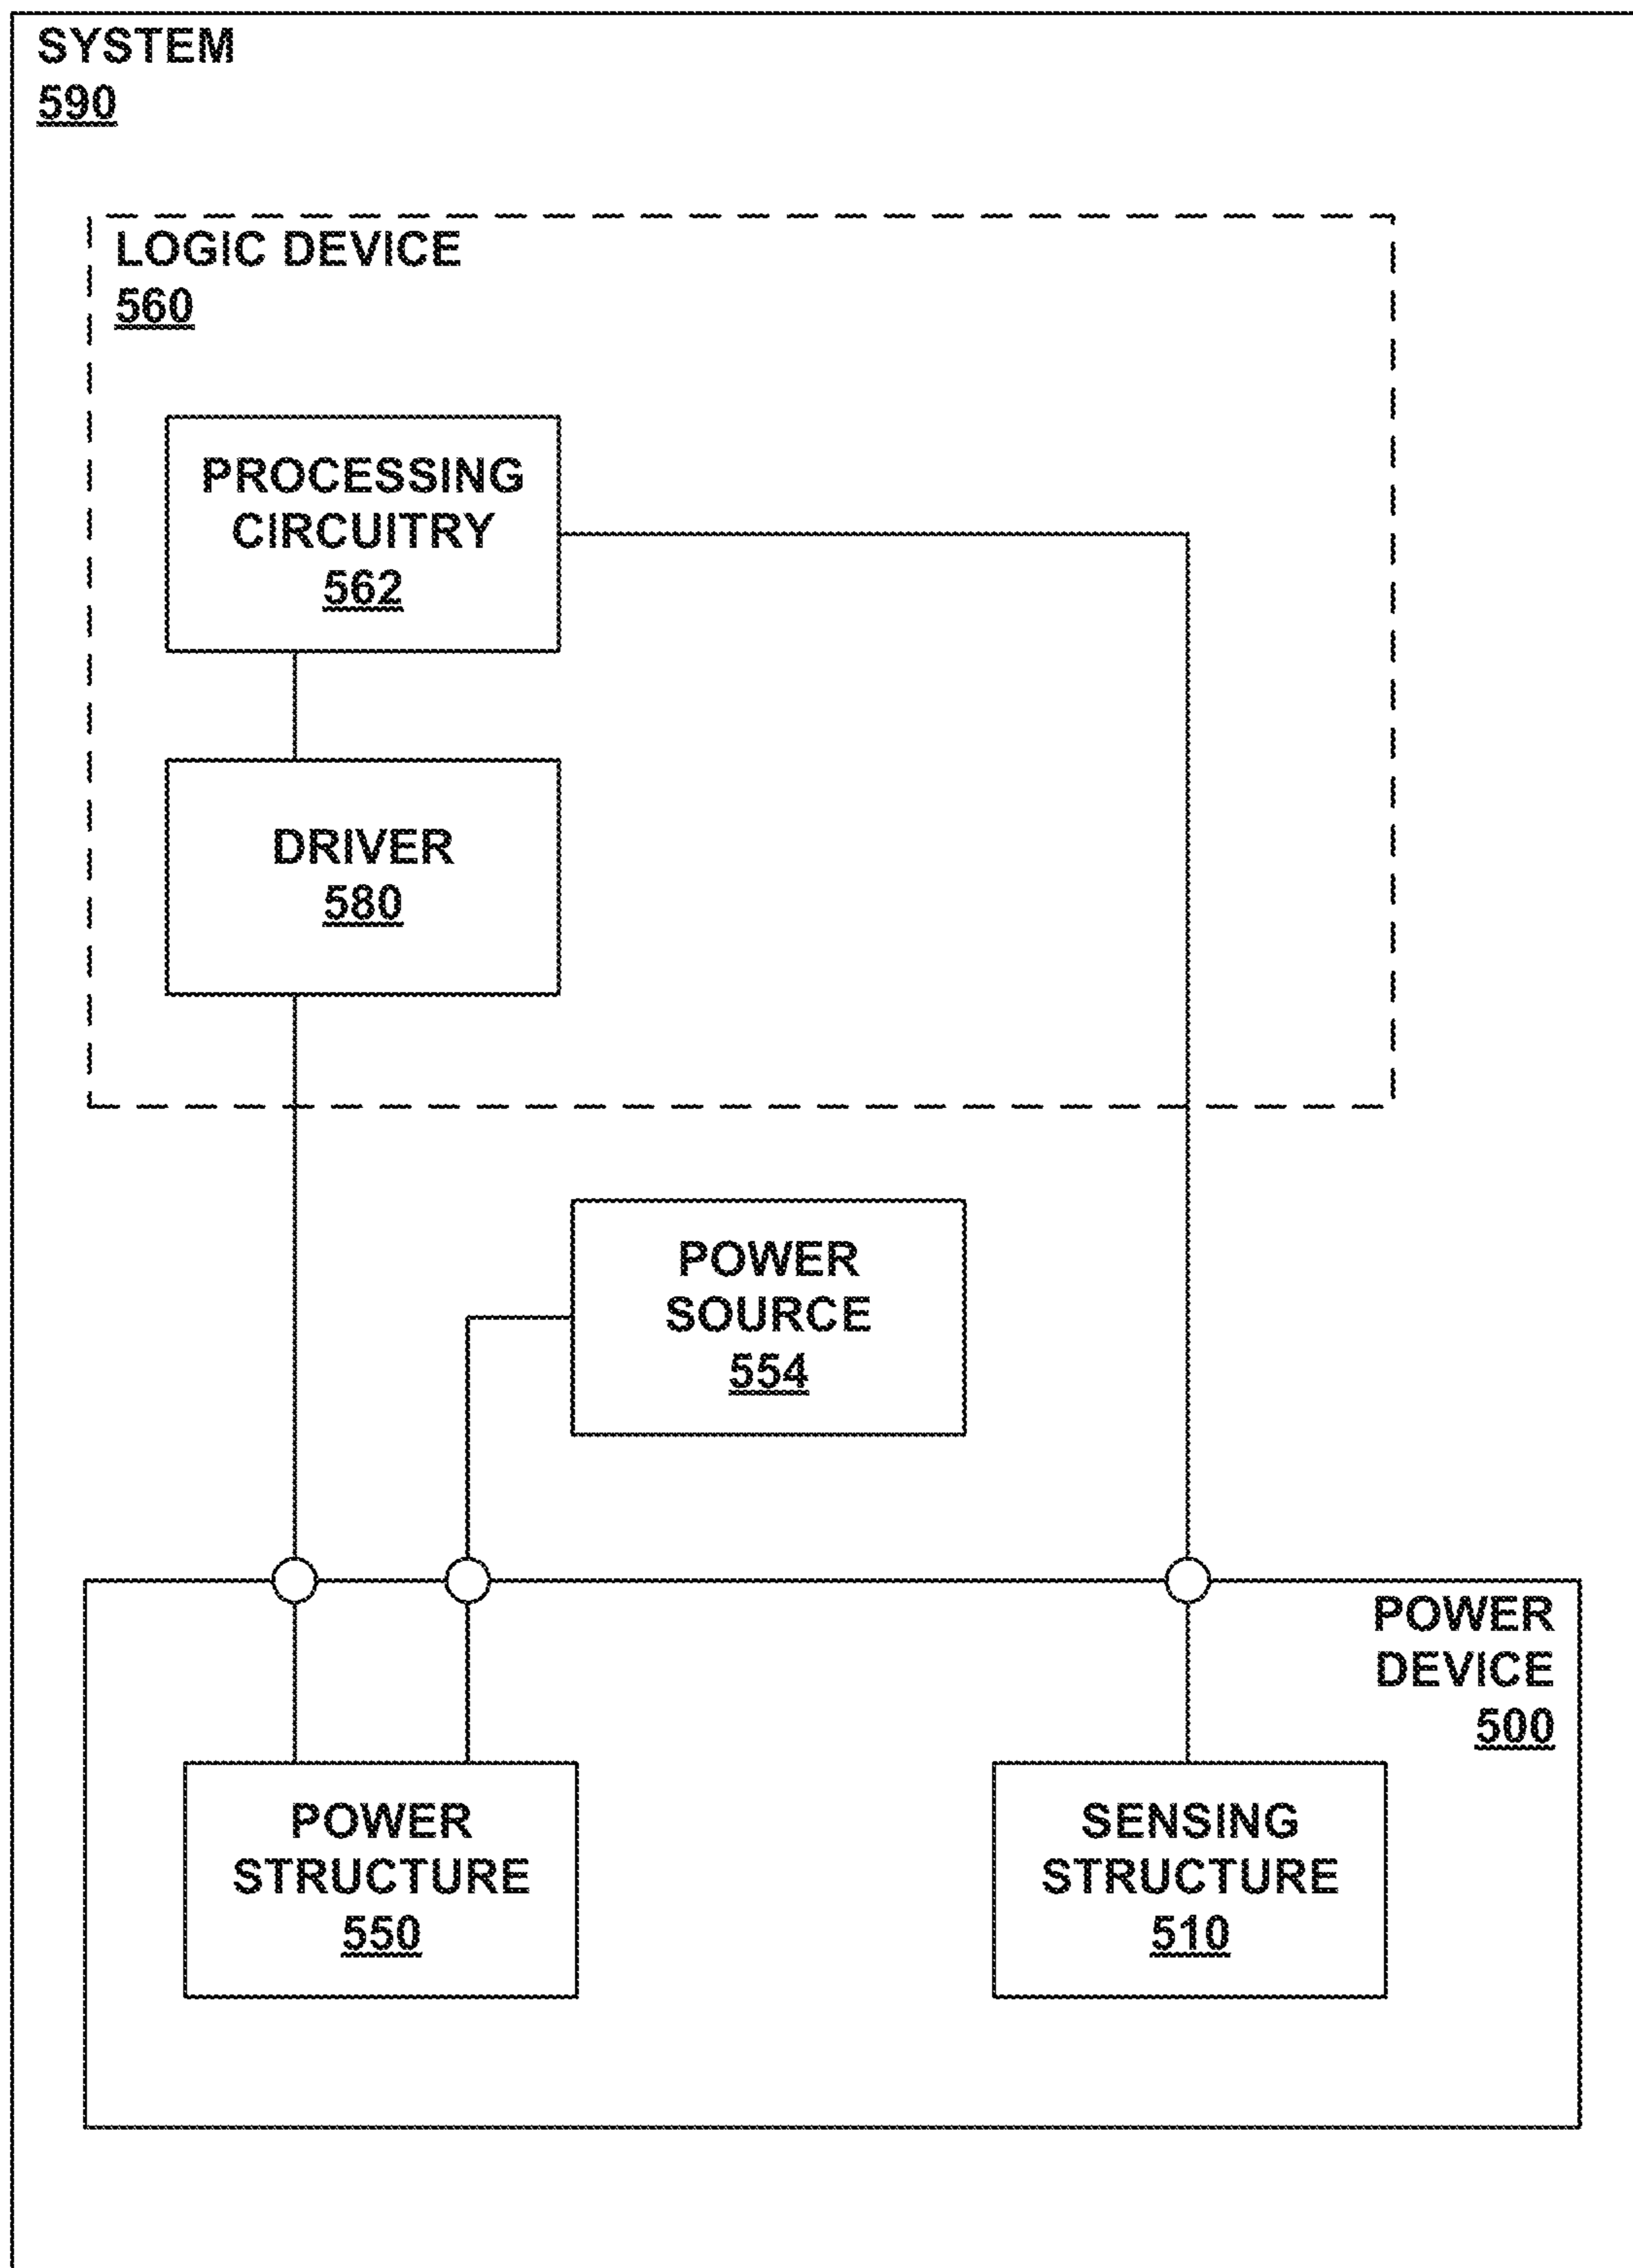 SYSTEM
590
LOGIC DEVICE
560
PROCESSING
CIRCUITRY
562
DRIVER
580
POWER
SOURCE
554
POWER
DEVICE
500
POWER
STRUCTURE
550
SENSING
STRUCTURE
510